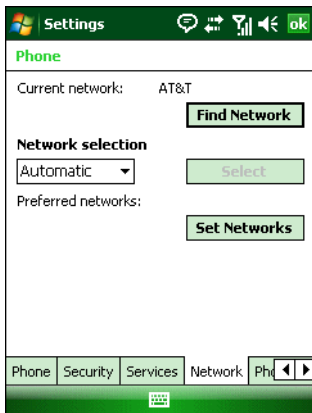 Settings ok
Phone
Current network: AT&T
Find Network
Network selection
Automatic Select
Preferred networks:
Set Networks
Phone Security Services Network